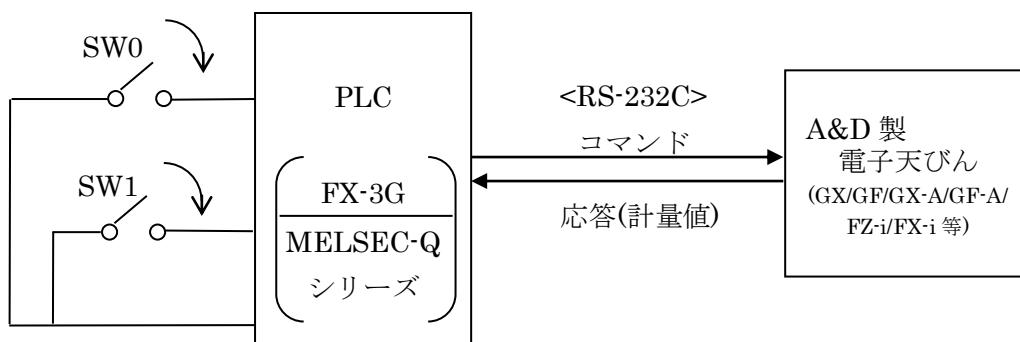 SW0
SW1
PLC
FX-3G
MELSEC-Q
シリーズ
<RS-232C>
コマンド
応答(計量値)
A&D 製
電子天びん
(GX/GF/GX-A/GF-A/
FZ-i/FX-i 等)